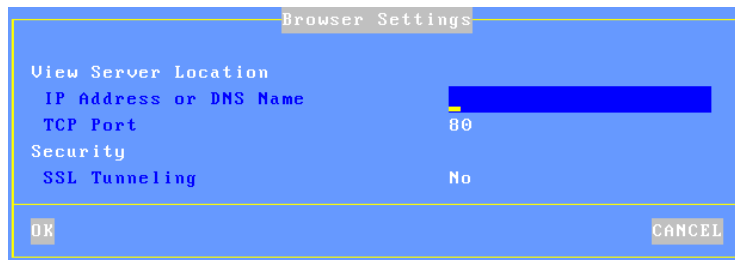 Browser Settings
View Server Location
IP Address or DNS Name
TCP Port 80
Security
SSL Tunneling No
OK CANCEL